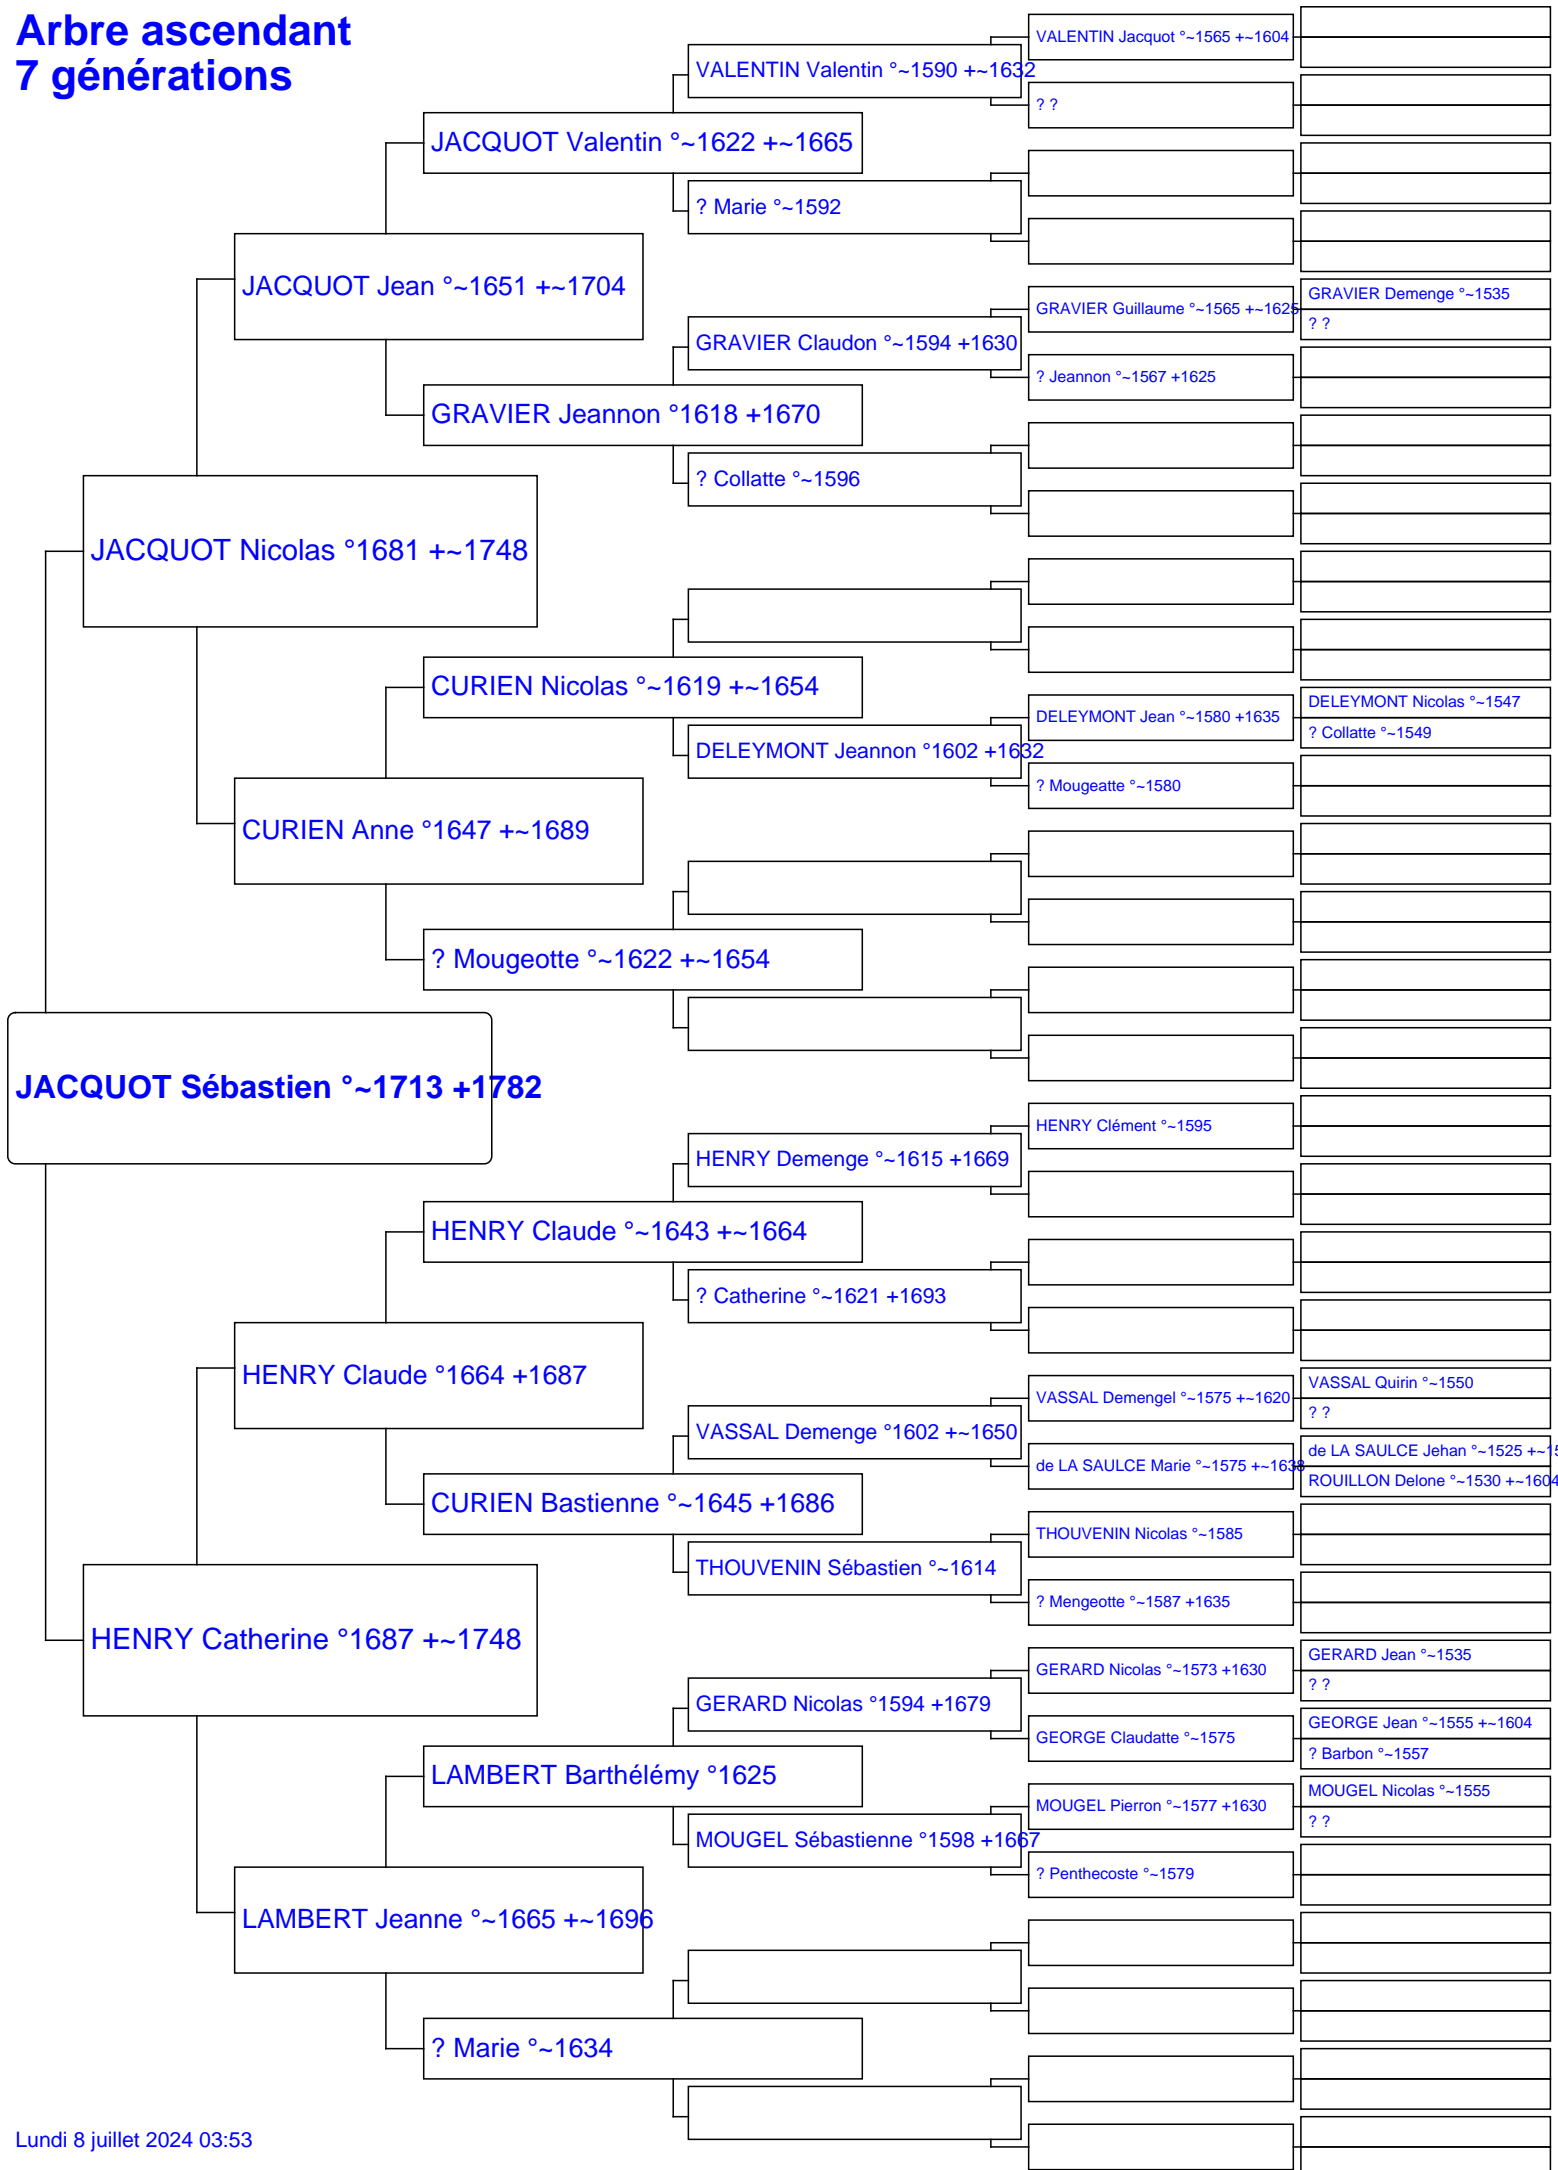 Arbre ascendant
7 générations
VALENTIN Jacquot °~1565 +~1604
VALENTIN Valentin °~1590 +~1632
? ?
JACQUOT Valentin °~1622 +~1665
? Marie °~1592
JACQUOT Jean °~1651 +~1704
GRAVIER Demenge °~1535
GRAVIER Guillaume °~1565 +~1625
? ?
GRAVIER Claudon °~1594 +1630
? Jeannon °~1567 +1625
GRAVIER Jeannon °1618 +1670
? Collatte °~1596
JACQUOT Nicolas °1681 +~1748
CURIEN Nicolas °~1619 +~1654
DELEYMONT Nicolas °~1547
DELEYMONT Jean °~1580 +1635
? Collatte °~1549
DELEYMONT Jeannon °1602 +1632
? Mougeatte °~1580
CURIEN Anne °1647 +~1689
? Mougeotte °~1622 +~1654
JACQUOT Sébastien °~1713 +1782
HENRY Clément °~1595
HENRY Demenge °~1615 +1669
HENRY Claude °~1643 +~1664
? Catherine °~1621 +1693
HENRY Claude °1664 +1687
VASSAL Quirin °~1550
VASSAL Demengel °~1575 +~1620
? ?
VASSAL Demenge °1602 +~1650
de LA SAULCE Jehan °~1525 +~15
de LA SAULCE Marie °~1575 +~1638
ROUILLON Delone °~1530 +~1604
CURIEN Bastienne °~1645 +1686
THOUVENIN Nicolas °~1585
THOUVENIN Sébastien °~1614
? Mengeotte °~1587 +1635
HENRY Catherine °1687 +~1748
GERARD Jean °~1535
GERARD Nicolas °~1573 +1630
? ?
GERARD Nicolas °1594 +1679
GEORGE Jean °~1555 +~1604
GEORGE Claudatte °~1575
? Barbon °~1557
LAMBERT Barthélémy °1625
MOUGEL Nicolas °~1555
MOUGEL Pierron °~1577 +1630
? ?
MOUGEL Sébastienne °1598 +1667
? Penthecoste °~1579
LAMBERT Jeanne °~1665 +~1696
? Marie °~1634
Lundi 8 juillet 2024 03:53